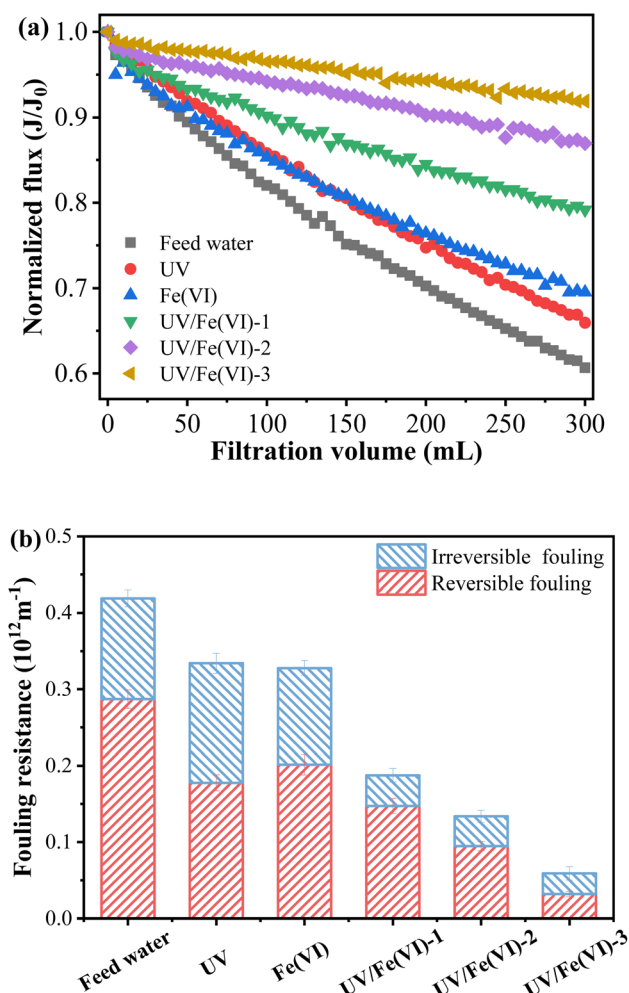 (a)
1.0
0.9
0.8
0.7
0.6
Normalized flux (J/J₀)
Feed water
UV
Fe(VI)
UV/Fe(VI)-1
UV/Fe(VI)-2
UV/Fe(VI)-3
0 50 100 150 200 250 300
Filtration volume (mL)
(b)
0.5
0.4
0.3
0.2
0.1
0.0
Fouling resistance (10¹²m⁻¹)
Irreversible fouling
Reversible fouling
Feed water UV Fe(VI) UV/Fe(VI)-1 UV/Fe(VI)-2 UV/Fe(VI)-3